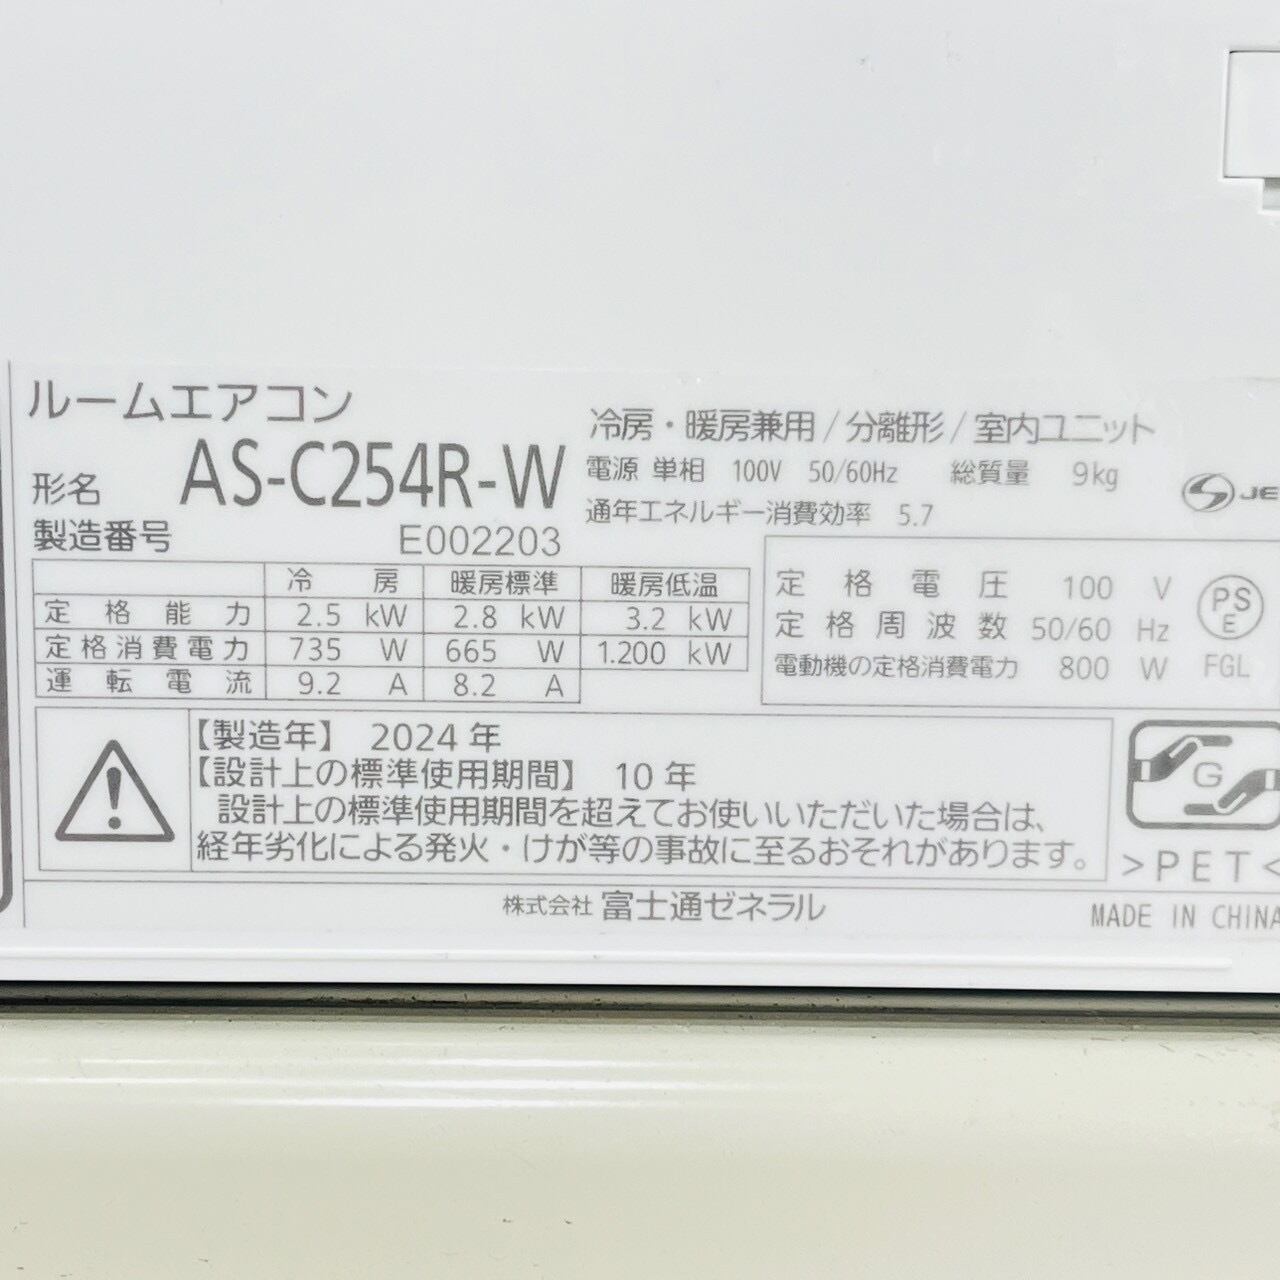 ルームエアコン
形名 AS-C254R-W
製造番号 E002203
冷房・暖房兼用/分離形/室内ユニット
電源 単相 100V 50/60Hz 総質量 9kg
通年エネルギー消費効率 5.7
JE
冷房 暖房標準 暖房低温
定格能力 2.5 kW 2.8 kW 3.2 kW
定格消費電力 735 W 665 W 1.200 kW
運転電流 9.2 A 8.2 A
定格電圧 100 V
定格周波数 50/60 Hz
電動機の定格消費電力 800 W
PS
E
FGL
【製造年】 2024年
【設計上の標準使用期間】 10年
設計上の標準使用期間を超えてお使いいただいた場合は、
経年劣化による発火・けが等の事故に至るおそれがあります。
G
>PET<
株式会社 富士通ゼネラル
MADE IN CHINA